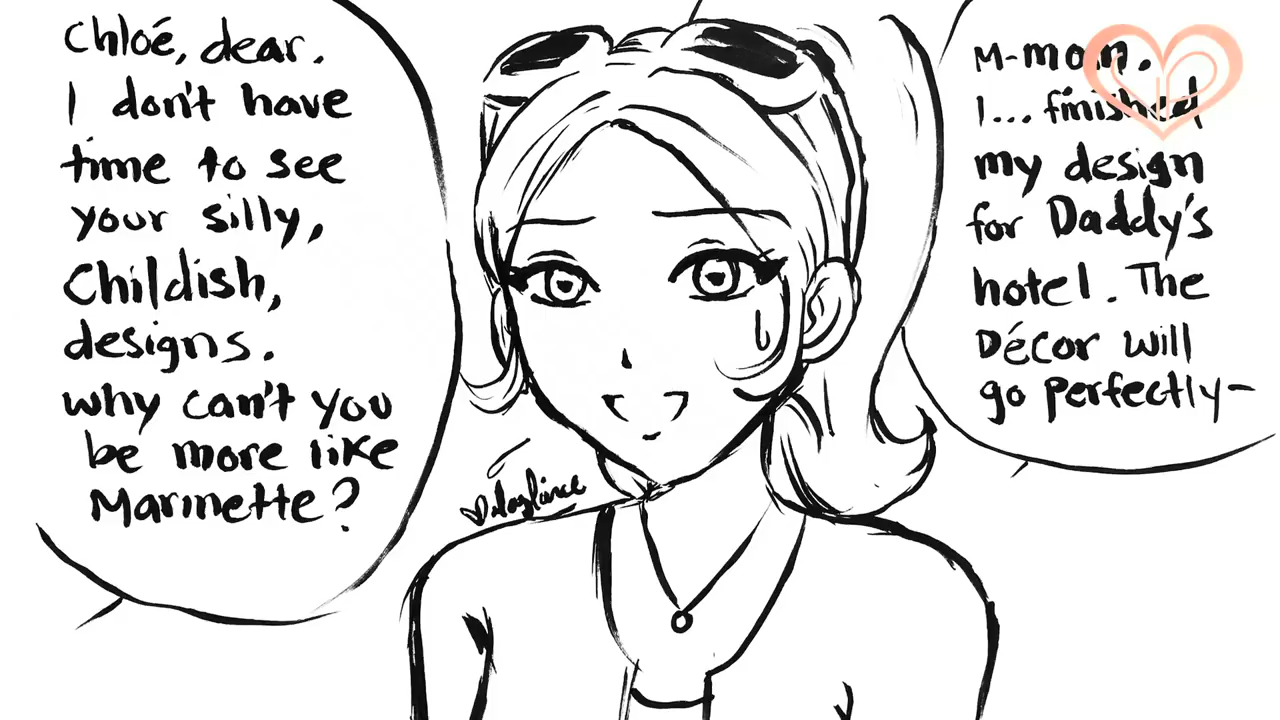 Chloé, dear.
I don't have
time to see
your silly,
Childish,
designs.
why can't you
be more like
Marinette?
M-mom.
I... finished
my design
for Daddy's
hotel. The
Décor will
go perfectly-